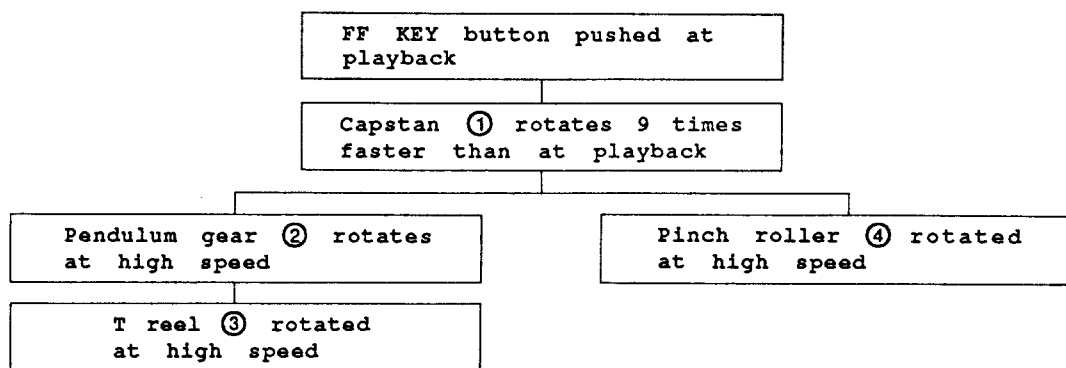 FF KEY button pushed at
playback
Capstan ① rotates 9 times
faster than at playback
Pendulum gear ② rotates
at high speed
Pinch roller ④ rotated
at high speed
T reel ③ rotated
at high speed